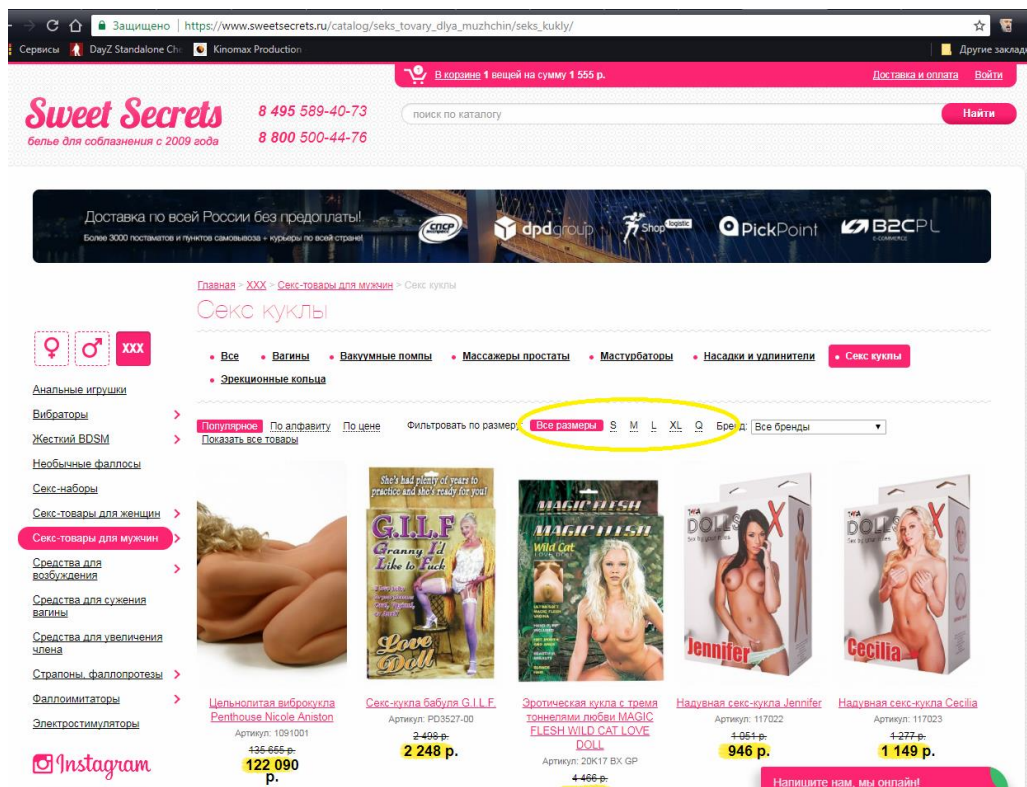 Защищено | https://www.sweetsecrets.ru/catalog/seks_tovary_dlya_muzhchin/seks_kukly/
Сервисы DayZ Standalone Kinomax Production Другие
В корзине 1 вещей на сумму 1 555 р. Доставка и оплата Войти
Sweet Secrets
белье для соблазнения с 2009 года
8 495 589-40-73
8 800 500-44-76
поиск по каталогу Найти
Доставка по всей России без предоплаты!
Более 3000 постаматов и пунктов самовывоза + курьеры по всей стране!
СПСР dpdgroup Shop logistic PickPoint B2CPL
E-COMMERCE
Главная > XXX > Секс-товары для мужчин > Секс куклы
Секс куклы
XXX
• Все • Вагины • Вакуумные помпы • Массажеры простаты • Мастурбаторы • Насадки и удлинители • Секс куклы
• Эрекционные кольца
Популярное По алфавиту По цене Фильтровать по размеру: Все размеры S M L XL Q Бренд: Все бренды
Показать все товары
Анальные игрушки
Вибраторы
Жесткий BDSM
Необычные фаллосы
Секс-наборы
Секс-товары для женщин
Секс-товары для мужчин
Средства для
возбуждения
Средства для сужения
вагины
Средства для увеличения
члена
Страпоны, фаллопротезы
Фаллоимитаторы
Электростимуляторы
Instagram
She's had plenty of years to
practice and she's ready for you!
G.I.L.F
Granny I'd
Like to Fuck
Love
Doll
MAGIC FLESH
MAGIC FLESH
Wild Cat
LOVE DOLL
DOLL X
Jennifer
DOLL X
Cecilia
Цельнолитая виброкукла
Penthouse Nicole Aniston
Артикул: 1091001
135 655 р.
122 090
р.
Секс-кукла бабуля G.I.L.F.
Артикул: PD3527-00
2 498 р.
2 248 р.
Эротическая кукла с тремя
тоннелями любви MAGIC
FLESH WILD CAT LOVE
DOLL
Артикул: 20K17 BX GP
4 466 р.
Надувная секс-кукла Jennifer
Артикул: 117022
1 051 р.
946 р.
Надувная секс-кукла Cecilia
Артикул: 117023
1 277 р.
1 149 р.
Напишите нам, мы онлайн!